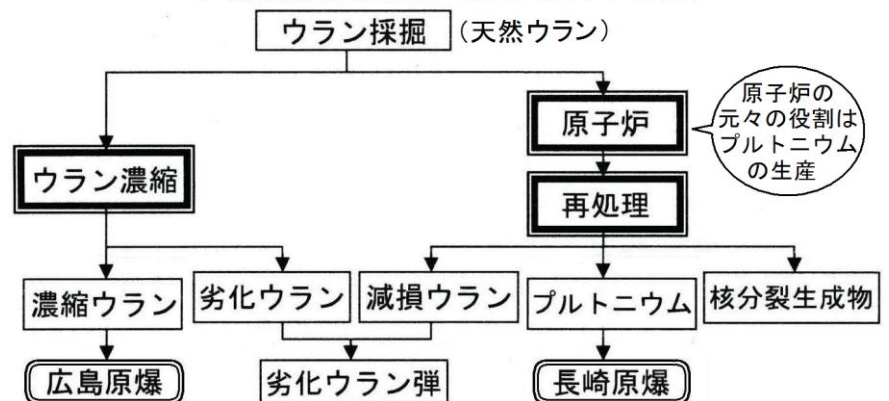 ウラン採掘 (天然ウラン)
原子炉
原子炉の
元々の役割は
プルトニウム
の生産
ウラン濃縮
再処理
濃縮ウラン
劣化ウラン
減損ウラン
プルトニウム
核分裂生成物
広島原爆
劣化ウラン弾
長崎原爆